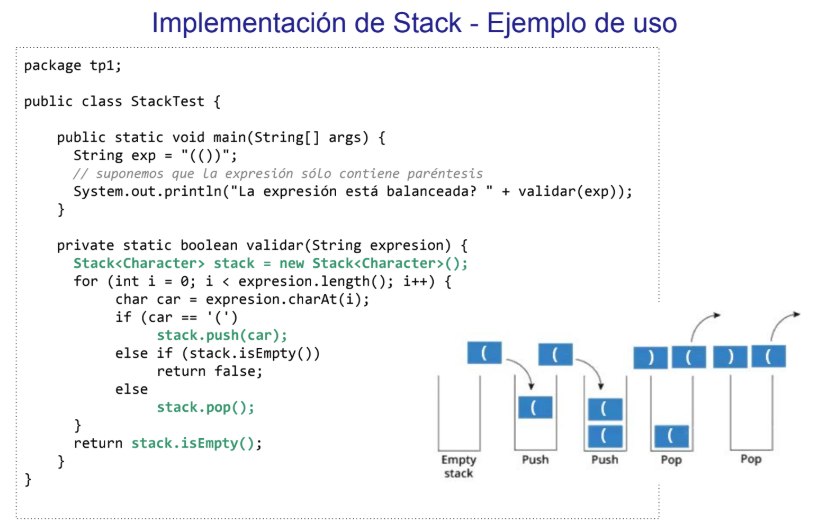 Implementación de Stack - Ejemplo de uso
package tp1;
public class StackTest {
public static void main(String[] args) {
String exp = "(())";
// suponemos que la expresión sólo contiene paréntesis
System.out.println("La expresión está balanceada? " + validar(exp));
}
private static boolean validar(String expresion) {
Stack<Character> stack = new Stack<Character>();
for (int i = 0; i < expresion.length(); i++) {
char car = expresion.charAt(i);
if (car == '(')
stack.push(car);
else if (stack.isEmpty())
return false;
else
stack.pop();
}
return stack.isEmpty();
}
}
( ( ) ( ) (
( ( 
( (
Empty stack
Push
Push
Pop
Pop